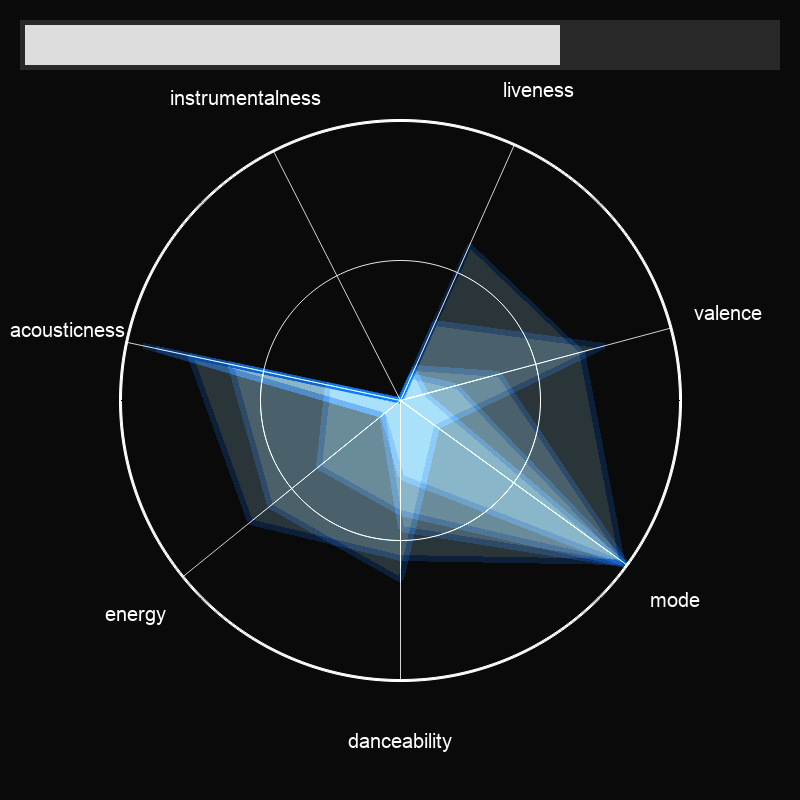 liveness
instrumentalness
valence
acousticness
mode
energy
danceability